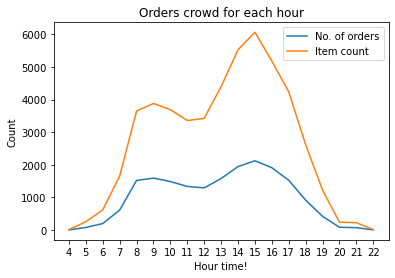 Orders crowd for each hour
No. of orders
Item count
6000
5000
4000
3000
2000
1000
0
Count
4 5 6 7 8 9 10 11 12 13 14 15 16 17 18 19 20 21 22
Hour time!